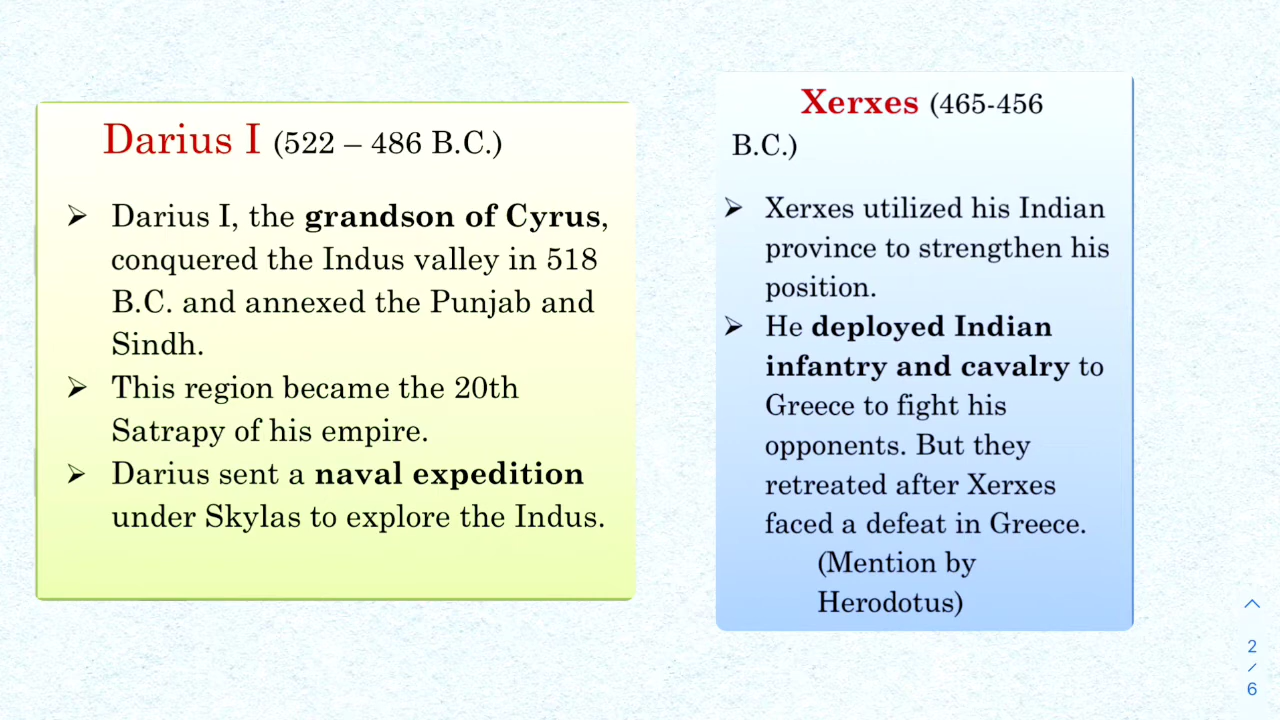 Darius I (522 – 486 B.C.)
➢ Darius I, the grandson of Cyrus,
conquered the Indus valley in 518
B.C. and annexed the Punjab and
Sindh.
➢ This region became the 20th
Satrapy of his empire.
➢ Darius sent a naval expedition
under Skylas to explore the Indus.
Xerxes (465-456
B.C.)
➢ Xerxes utilized his Indian
province to strengthen his
position.
➢ He deployed Indian
infantry and cavalry to
Greece to fight his
opponents. But they
retreated after Xerxes
faced a defeat in Greece.
(Mention by
Herodotus)
2
/
6